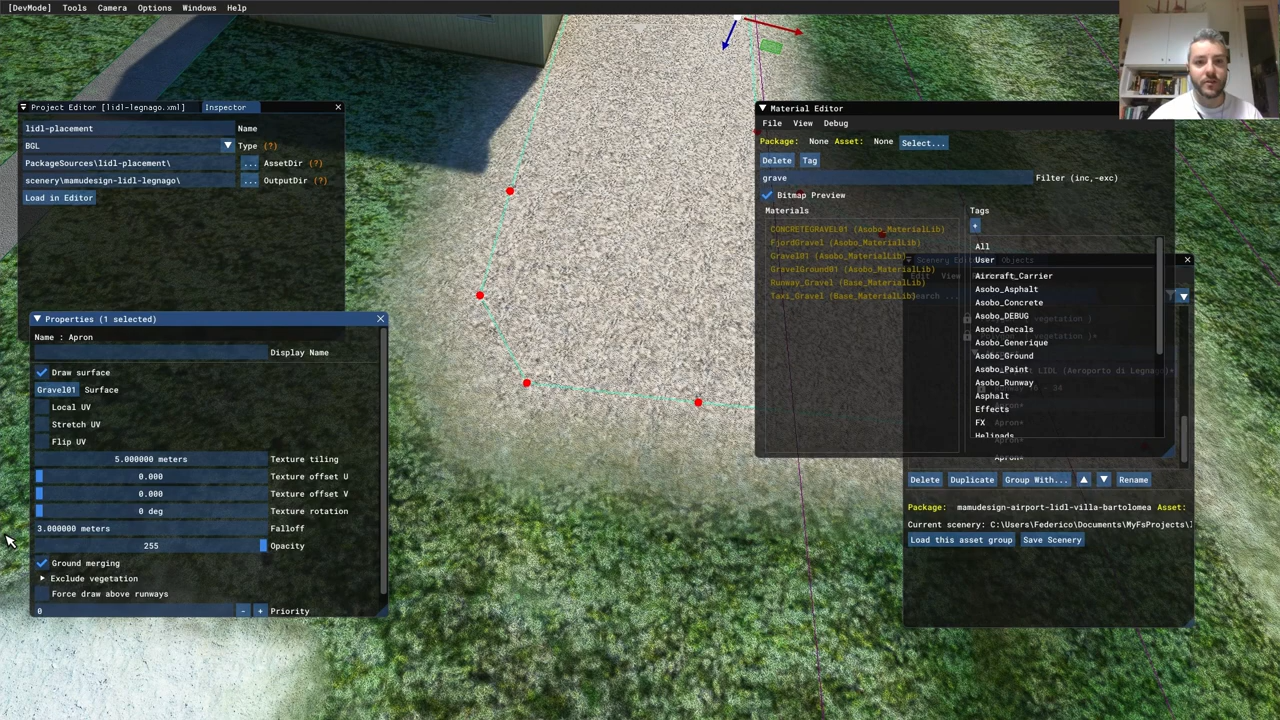 [DevMode] Tools Camera Options Windows Help
Project Editor [lidl-legnago.xml] Inspector
lidl-placement Name
BGL Type (?)
PackageSources\lidl-placement\ ... AssetDir (?)
scenery\mamudesign-lidl-legnago\ ... OutputDir (?)
Load in Editor
Properties (1 selected)
Name : Apron
Display Name
Draw surface
Gravel01 Surface
Local UV
Stretch UV
Flip UV
5.000000 meters Texture tiling
0.000 Texture offset U
0.000 Texture offset V
0 deg Texture rotation
3.000000 meters Falloff
255 Opacity
Ground merging
Exclude vegetation
Force draw above runways
0 - + Priority
Material Editor
File View Debug
Package: None Asset: None Select...
Delete Tag
grave Filter (inc,-exc)
Bitmap Preview
Materials
CONCRETEGRAVEL01 (Asobo_MaterialLib)
FjordGravel (Asobo_MaterialLib)
Gravel01 (Asobo_MaterialLib)
GravelGround01 (Asobo_MaterialLib)
Runway_Gravel (Base_MaterialLib)
Taxi_Gravel (Base_MaterialLib)
Tags
+
All
User
Aircraft_Carrier
Asobo_Asphalt
Asobo_Concrete
Asobo_DEBUG
Asobo_Decals
Asobo_Generique
Asobo_Ground
Asobo_Paint
Asobo_Runway
Asphalt
Effects
FX
Helipads
Objects
Apron*
Delete Duplicate Group With... Rename
Package: mamudesign-airport-lidl-villa-bartolomea Asset:
Current scenery: C:\Users\Federico\Documents\MyFsProjects\
Load this asset group Save Scenery